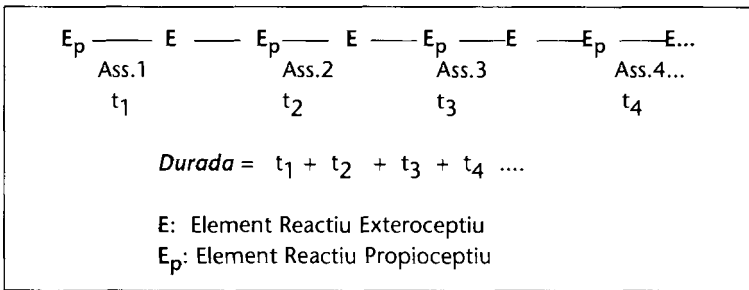 Ep — E — Ep — E — Ep — E — Ep — E...
Ass.1 Ass.2 Ass.3 Ass.4...
t1 t2 t3 t4
Durada = t1 + t2 + t3 + t4 ....
E: Element Reactiu Exteroceptiu
Ep: Element Reactiu Propioceptiu